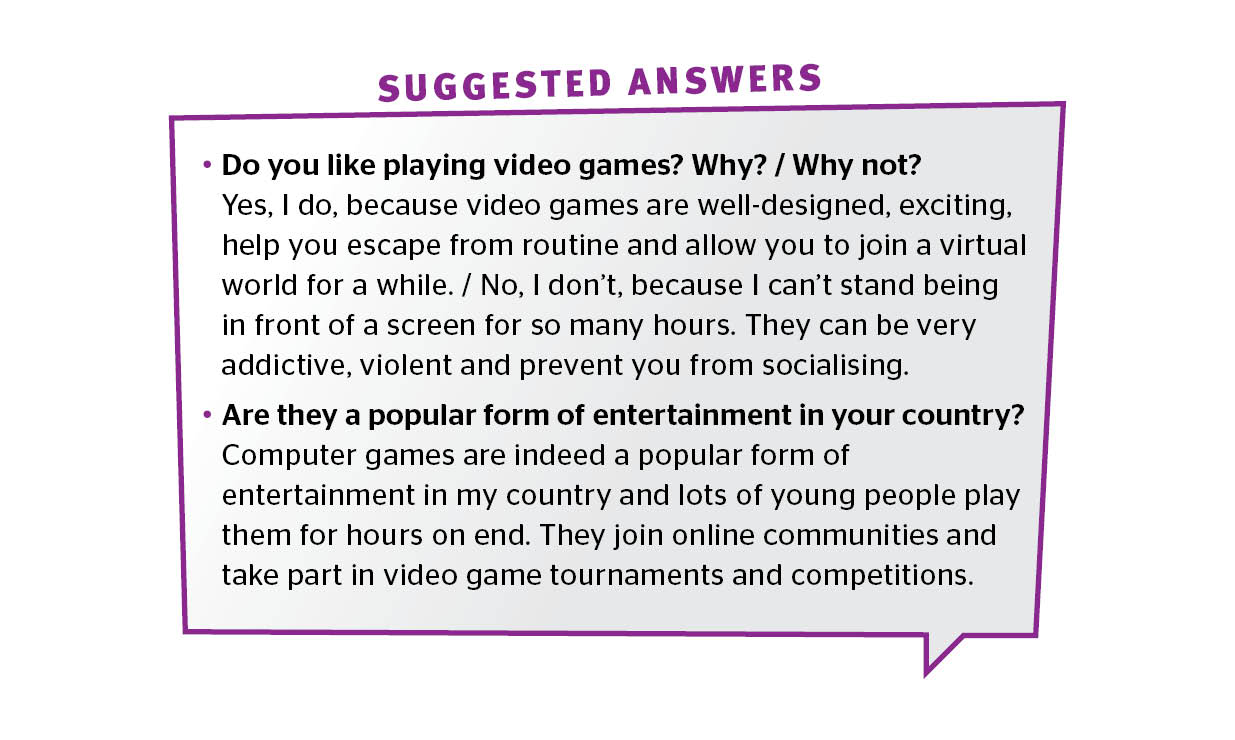 SUGGESTED ANSWERS
• Do you like playing video games? Why? / Why not?
Yes, I do, because video games are well-designed, exciting,
help you escape from routine and allow you to join a virtual
world for a while. / No, I don’t, because I can’t stand being
in front of a screen for so many hours. They can be very
addictive, violent and prevent you from socialising.
• Are they a popular form of entertainment in your country?
Computer games are indeed a popular form of
entertainment in my country and lots of young people play
them for hours on end. They join online communities and
take part in video game tournaments and competitions.